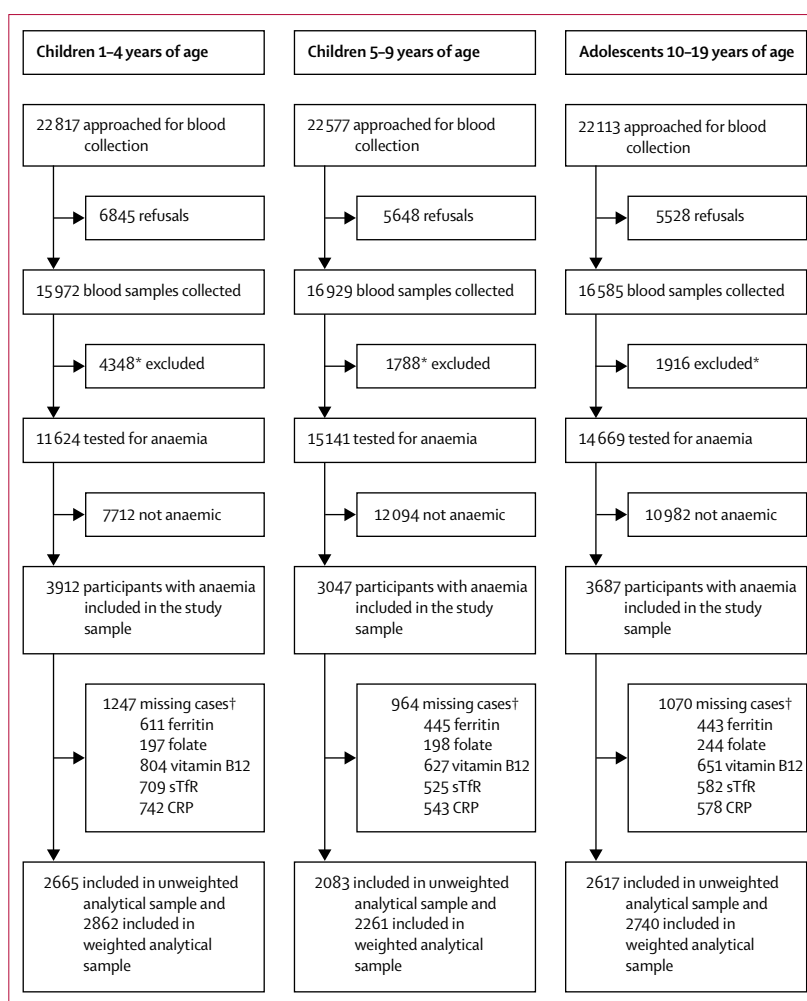 Children 1–4 years of age
22 817 approached for blood
collection
6845 refusals
15 972 blood samples collected
4348* excluded
11 624 tested for anaemia
7712 not anaemic
3912 participants with anaemia
included in the study
sample
1247 missing cases†
611 ferritin
197 folate
804 vitamin B12
709 sTfR
742 CRP
2665 included in unweighted
analytical sample and
2862 included in
weighted analytical
sample
Children 5–9 years of age
22 577 approached for blood
collection
5648 refusals
16 929 blood samples collected
1788* excluded
15 141 tested for anaemia
12 094 not anaemic
3047 participants with anaemia
included in the study
sample
964 missing cases†
445 ferritin
198 folate
627 vitamin B12
525 sTfR
543 CRP
2083 included in unweighted
analytical sample and
2261 included in
weighted analytical
sample
Adolescents 10–19 years of age
22 113 approached for blood
collection
5528 refusals
16 585 blood samples collected
1916 excluded*
14 669 tested for anaemia
10 982 not anaemic
3687 participants with anaemia
included in the study
sample
1070 missing cases†
443 ferritin
244 folate
651 vitamin B12
582 sTfR
578 CRP
2617 included in unweighted
analytical sample and
2740 included in
weighted analytical
sample